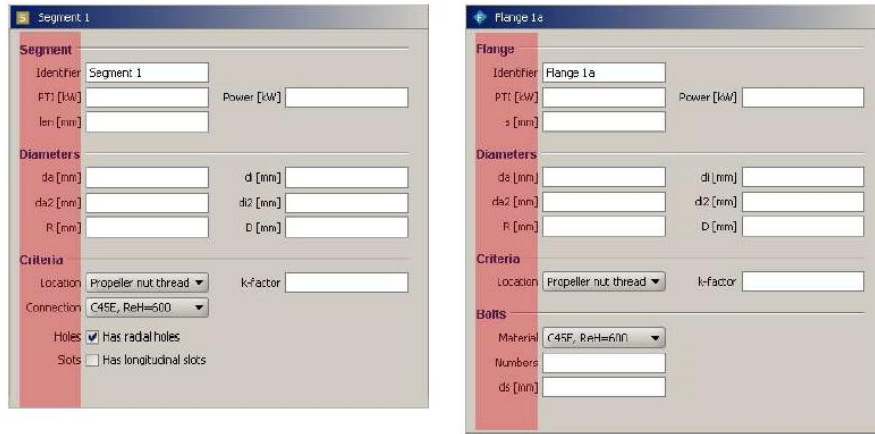 Segment 1
Segment
Identifier Segment 1
PTI [kW] Power [kW]
len [mm]
Diameters
da [mm] di [mm]
da2 [mm] di2 [mm]
R [mm] D [mm]
Criteria
Location Propeller nut thread k-factor
Connection C45E, ReH=600
Holes Has radial holes
Slots Has longitudinal slots
Flange 1a
Flange
Identifier Flange 1a
PTI [kW] Power [kW]
s [mm]
Diameters
da [mm] di [mm]
da2 [mm] di2 [mm]
R [mm] D [mm]
Criteria
Location Propeller nut thread k-factor
Bolts
Material C45E, ReH=600
Numbers
ds [mm]